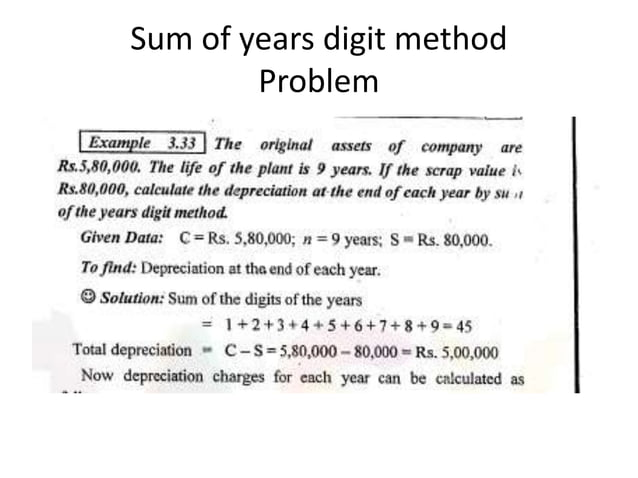 Sum of years digit method
Problem
Example 3.33 The original assets of company are
Rs.5,80,000. The life of the plant is 9 years. If the scrap value
Rs.80,000, calculate the depreciation at the end of each year by
of the years digit method.
Given Data: C = Rs. 5,80,000; n = 9 years; S = Rs. 80,000.
To find: Depreciation at the end of each year.
☺ Solution: Sum of the digits of the years
= 1 + 2 + 3 + 4 + 5 + 6 + 7 + 8 + 9 = 45
Total depreciation = C – S = 5,80,000 – 80,000 = Rs. 5,00,000
Now depreciation charges for each year can be calculated as